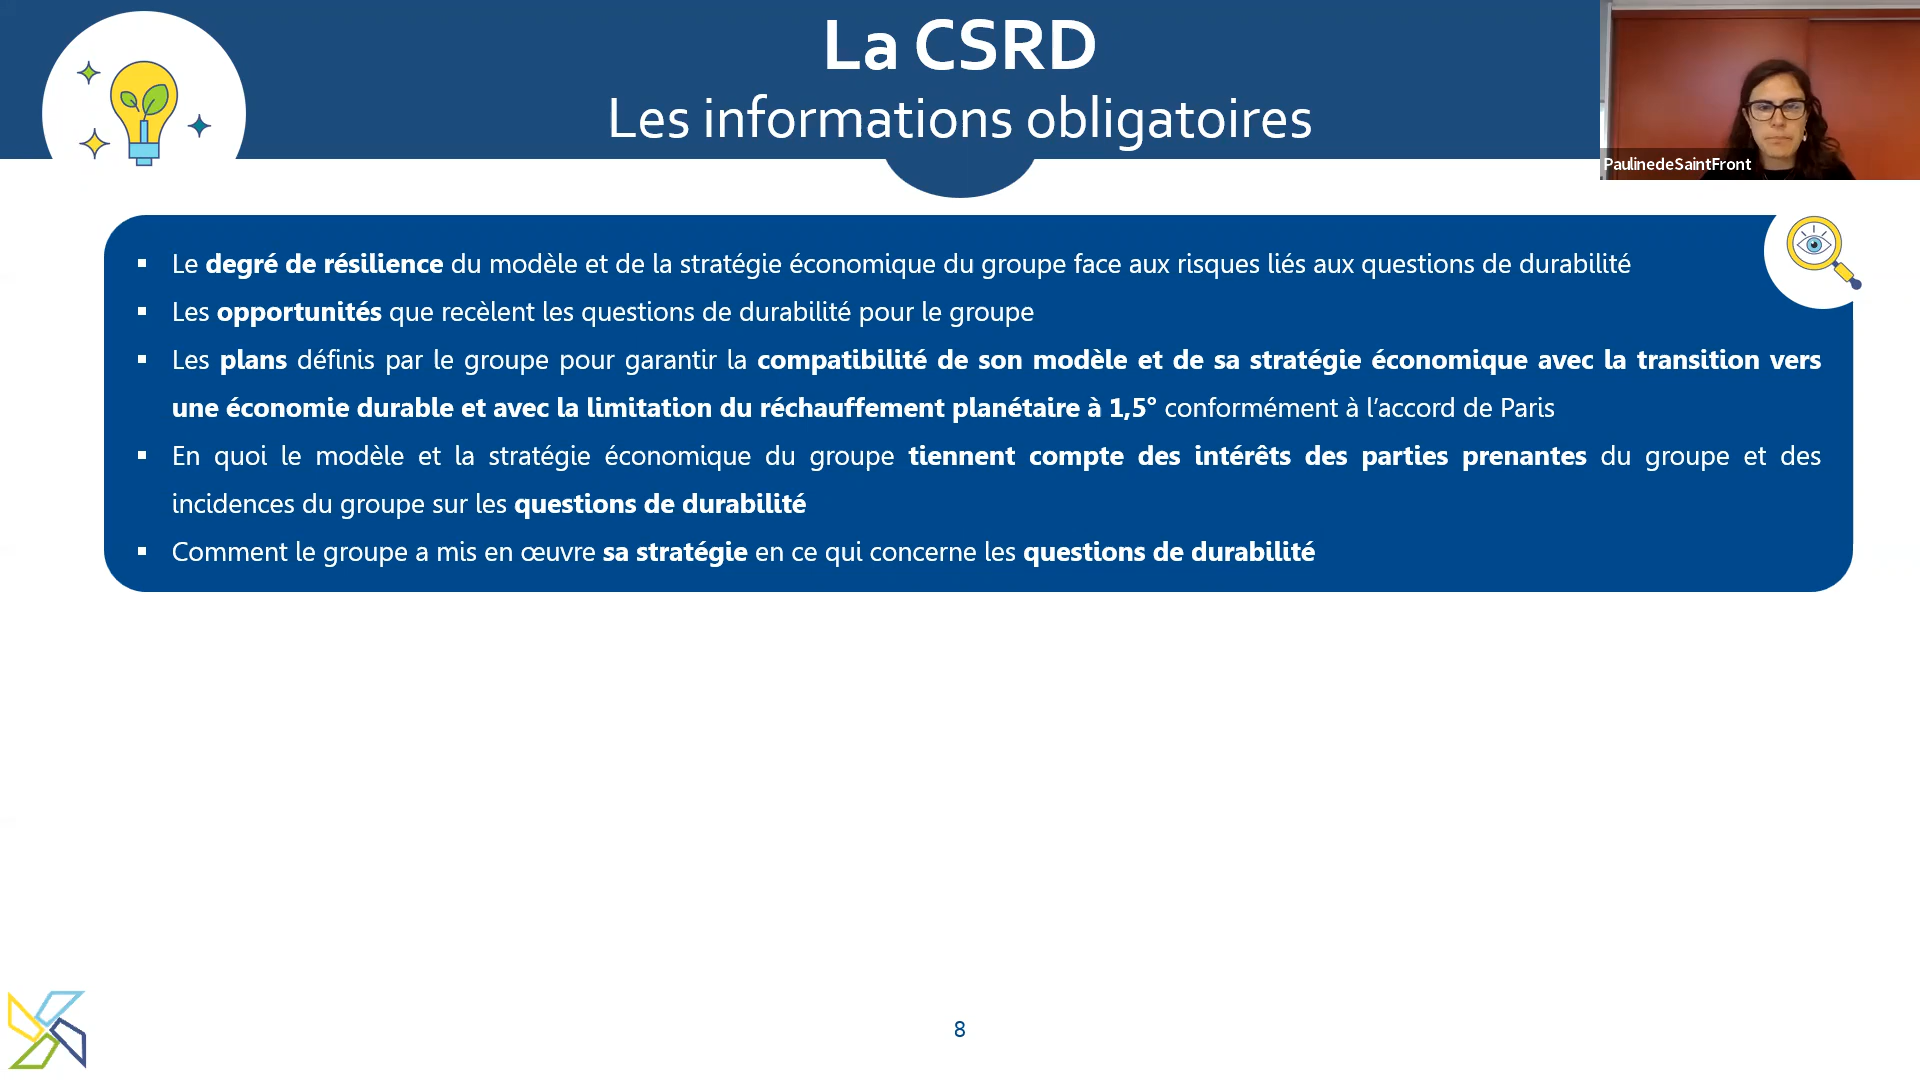 La CSRD
Les informations obligatoires
PaulinedeSaintFront
▪ Le degré de résilience du modèle et de la stratégie économique du groupe face aux risques liés aux questions de durabilité
▪ Les opportunités que recèlent les questions de durabilité pour le groupe
▪ Les plans définis par le groupe pour garantir la compatibilité de son modèle et de sa stratégie économique avec la transition vers
une économie durable et avec la limitation du réchauffement planétaire à 1,5° conformément à l’accord de Paris
▪ En quoi le modèle et la stratégie économique du groupe tiennent compte des intérêts des parties prenantes du groupe et des
incidences du groupe sur les questions de durabilité
▪ Comment le groupe a mis en œuvre sa stratégie en ce qui concerne les questions de durabilité
8